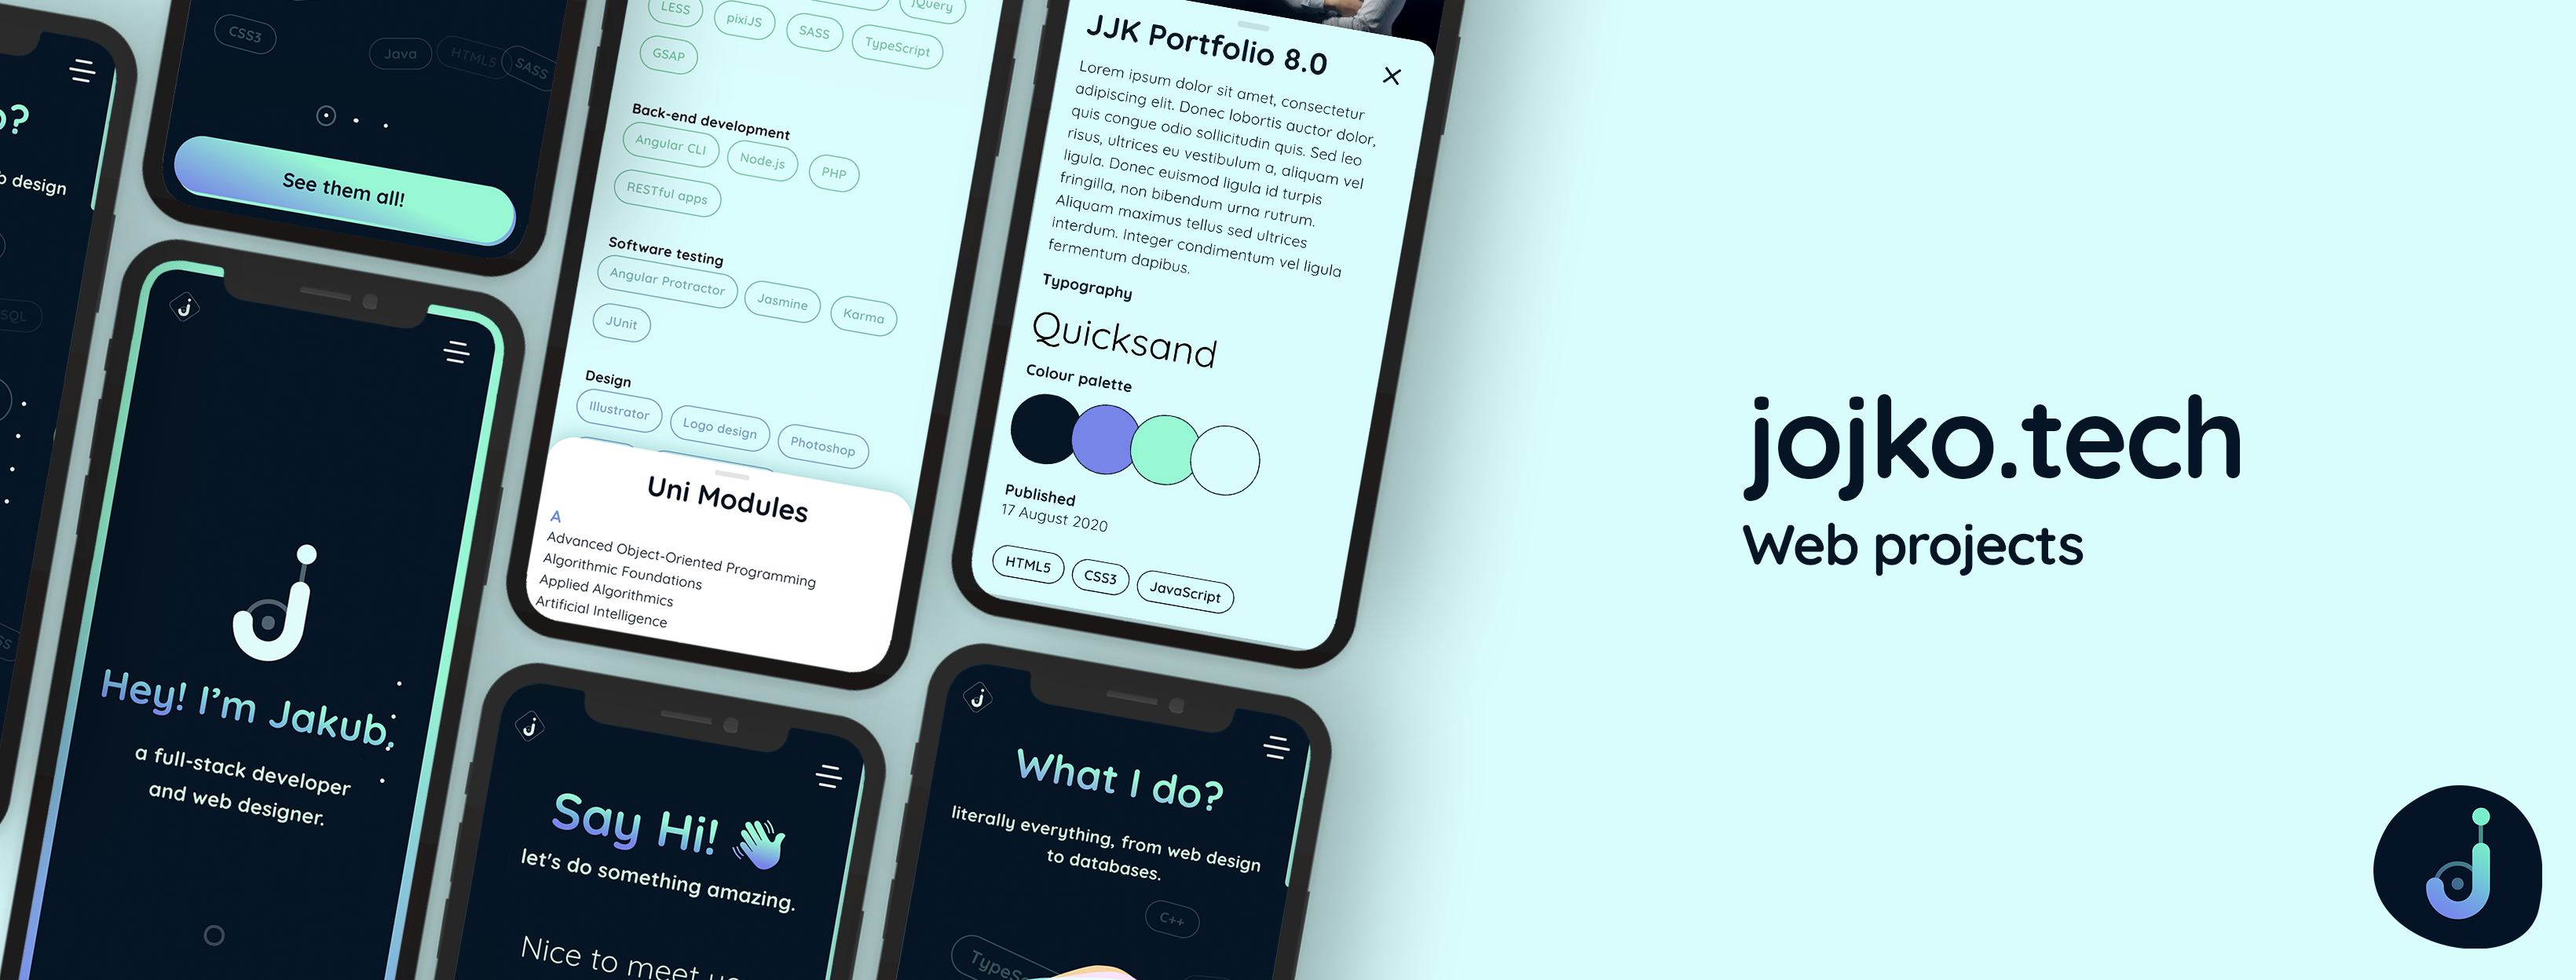 o?
b design
SQL
CSS3
Java
HTML5
SASS
See them all!
Hey! I'm Jakub,
a full-stack developer
and web designer.
LESS
pixiJS
SASS
jQuery
TypeScript
GSAP
Back-end development
Angular CLI
Node.js
PHP
RESTful apps
Software testing
Angular Protractor
Jasmine
Karma
JUnit
Design
Illustrator
Logo design
Photoshop
Uni Modules
A
Advanced Object-Oriented Programming
Algorithmic Foundations
Applied Algorithmics
Artificial Intelligence
Say Hi!
let's do something amazing.
Nice to meet
JJK Portfolio 8.0
Lorem ipsum dolor sit amet, consectetur
adipiscing elit. Donec lobortis auctor dolor,
quis congue odio sollicitudin quis. Sed leo
risus, ultrices eu vestibulum a, aliquam vel
ligula. Donec euismod ligula id turpis
fringilla, non bibendum urna rutrum.
Aliquam maximus tellus sed ultrices
interdum. Integer condimentum vel ligula
fermentum dapibus.
Typography
Quicksand
Colour palette
Published
17 August 2020
HTML5
CSS3
JavaScript
What I do?
literally everything, from web design
to databases.
C++
TypeS
jojko.tech
Web projects